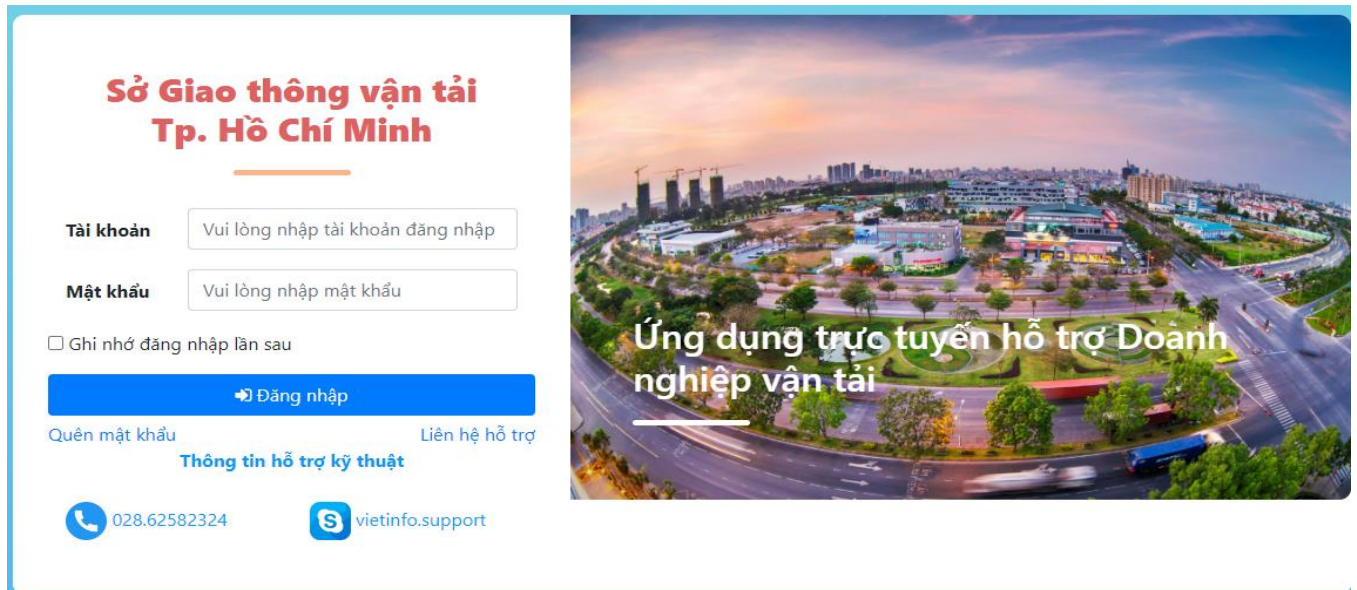 Sở Giao thông vận tải
Tp. Hồ Chí Minh
Tài khoản
Vui lòng nhập tài khoản đăng nhập
Mật khẩu
Vui lòng nhập mật khẩu
Ghi nhớ đăng nhập lần sau
Đăng nhập
Quên mật khẩu
Liên hệ hỗ trợ
Thông tin hỗ trợ kỹ thuật
028.62582324
vietinfo.support
Ứng dụng trực tuyến hỗ trợ Doanh
nghiệp vận tải